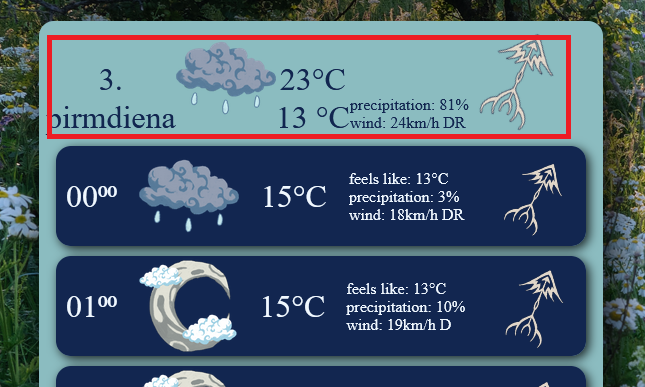 3.
pirmdiena
23°C
13 °C
precipitation: 81%
wind: 24km/h DR
00⁰⁰
15°C
feels like: 13°C
precipitation: 3%
wind: 18km/h DR
01⁰⁰
15°C
feels like: 13°C
precipitation: 10%
wind: 19km/h D